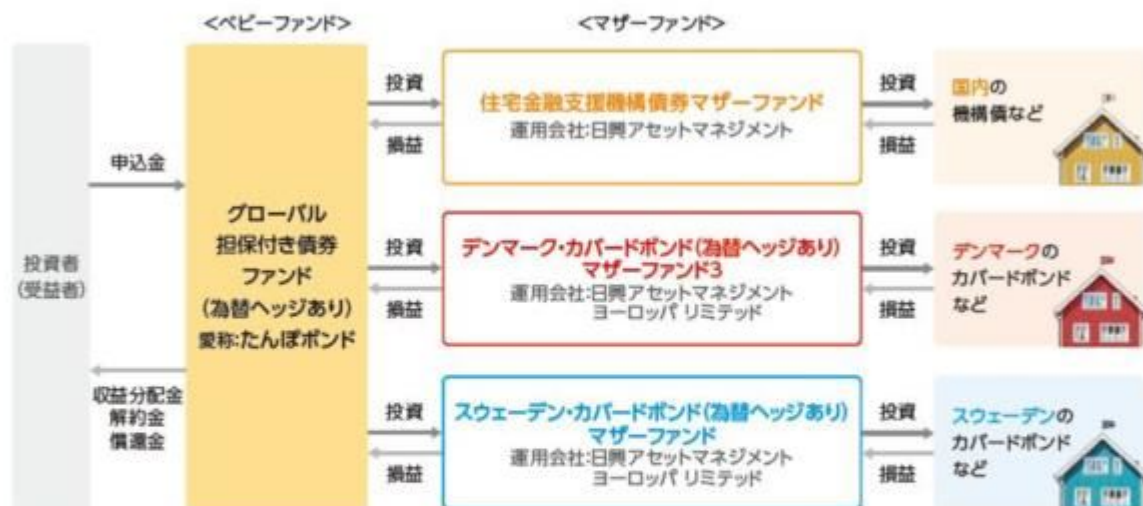 <ベビーファンド>
<マザーファンド>
投資者
(受益者)
申込金
収益分配金
解約金
償還金
グローバル
担保付き債券
ファンド
(為替ヘッジあり)
愛称:たんぽボンド
投資
損益
住宅金融支援機構債券マザーファンド
運用会社:日興アセットマネジメント
投資
損益
国内の
機構債など
投資
損益
デンマーク・カバードボンド(為替ヘッジあり)
マザーファンド3
運用会社:日興アセットマネジメント
ヨーロッパ リミテッド
投資
損益
デンマークの
カバードボンド
など
投資
損益
スウェーデン・カバードボンド(為替ヘッジあり)
マザーファンド
運用会社:日興アセットマネジメント
ヨーロッパ リミテッド
投資
損益
スウェーデンの
カバードボンド
など